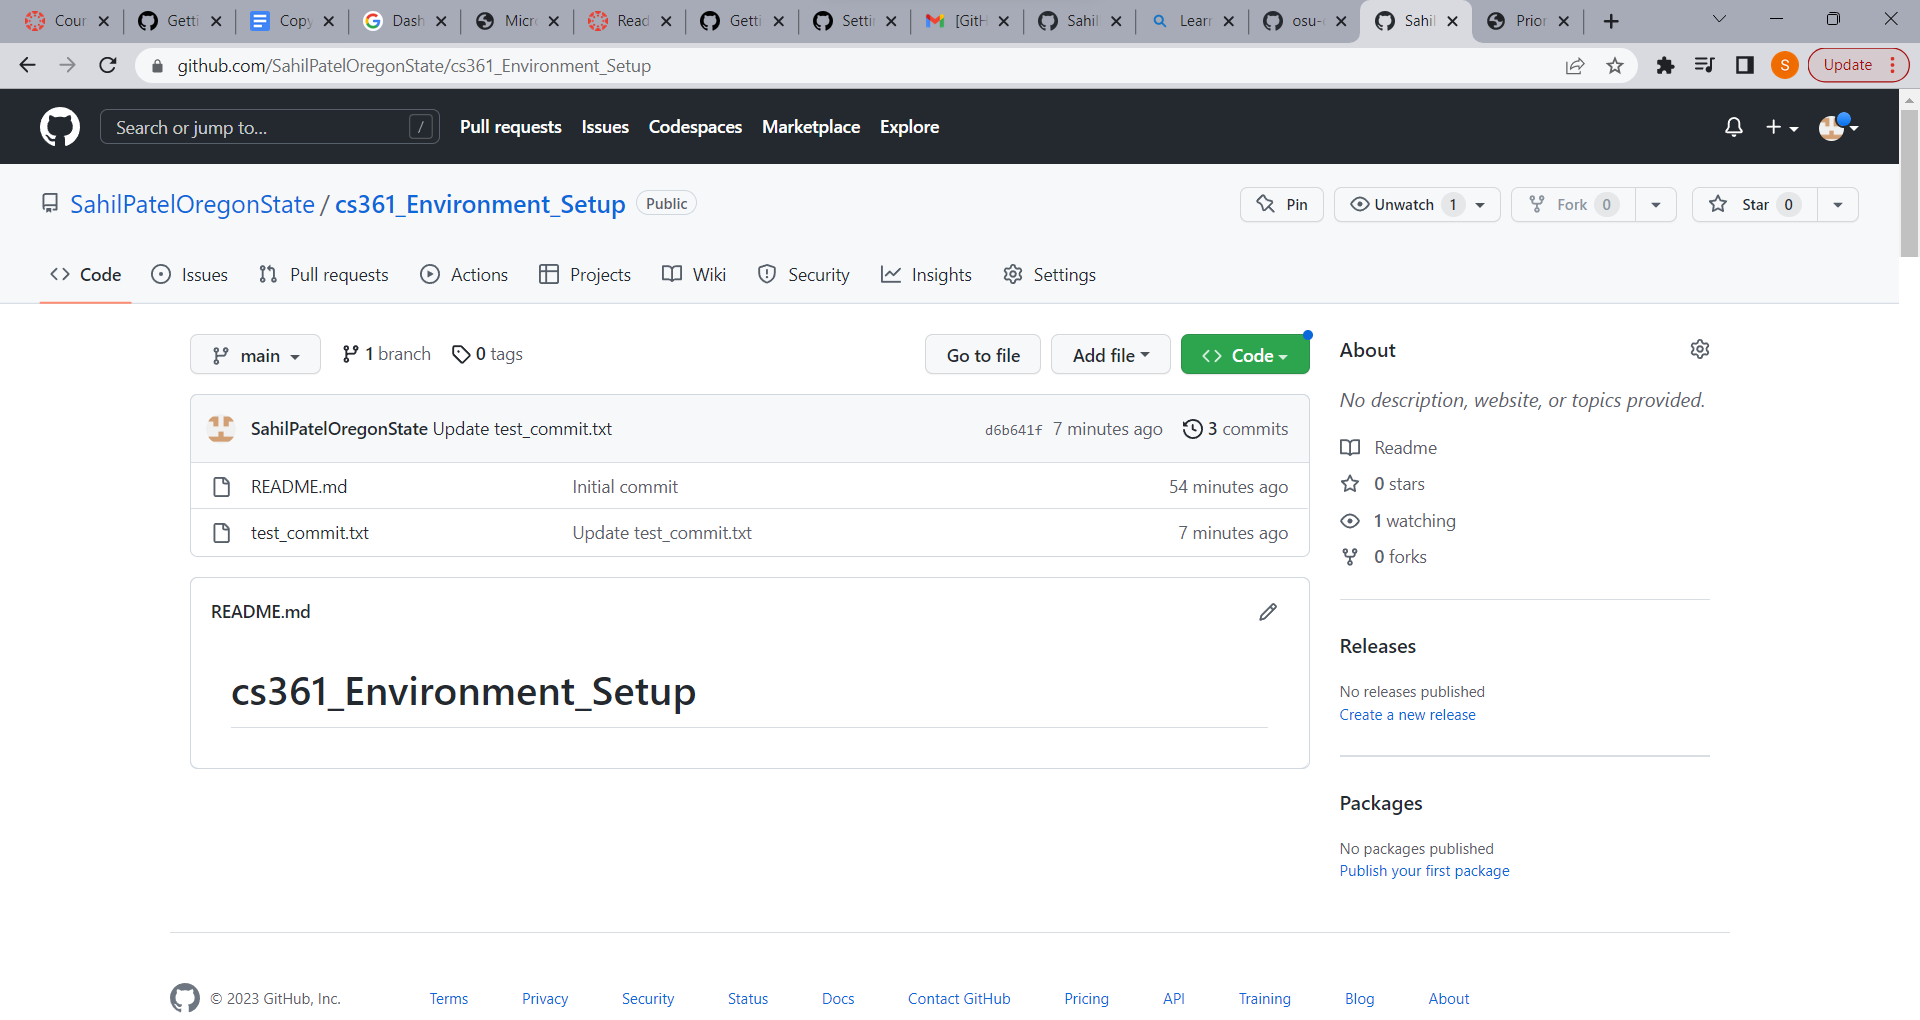 Cour
Getti
Copy
Dash
Micr
Read
Getti
Settin
[GitH
Sahil
Learn
osu-c
Sahil
Prior
github.com/SahilPatelOregonState/cs361_Environment_Setup
S
Update
Search or jump to... /
Pull requests Issues Codespaces Marketplace Explore
SahilPatelOregonState / cs361_Environment_Setup Public
Pin
Unwatch 1
Fork 0
Star 0
Code Issues Pull requests Actions Projects Wiki Security Insights Settings
main 1 branch 0 tags
Go to file Add file Code
SahilPatelOregonState Update test_commit.txt d6b641f 7 minutes ago 3 commits
README.md Initial commit 54 minutes ago
test_commit.txt Update test_commit.txt 7 minutes ago
README.md
cs361_Environment_Setup
About
No description, website, or topics provided.
Readme
0 stars
1 watching
0 forks
Releases
No releases published
Create a new release
Packages
No packages published
Publish your first package
© 2023 GitHub, Inc. Terms Privacy Security Status Docs Contact GitHub Pricing API Training Blog About